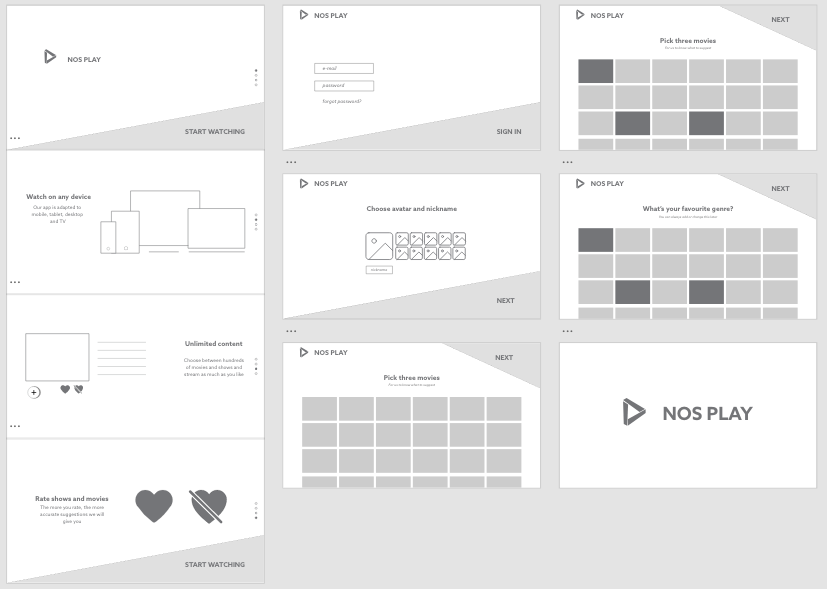 NOS PLAY
START WATCHING
Watch on any device
Our app is adapted to
mobile, tablet, desktop
and TV
Unlimited content
Choose between hundreds
of movies and shows and
stream as much as you like
Rate shows and movies
The more you rate, the more
accurate suggestions we will
give you
START WATCHING
NOS PLAY
e-mail
password
forgot password?
SIGN IN
NOS PLAY
Choose avatar and nickname
nickname
NEXT
NOS PLAY
NEXT
Pick three movies
NOS PLAY
NEXT
Pick three movies
NOS PLAY
NEXT
What's your favourite genre?
NOS PLAY